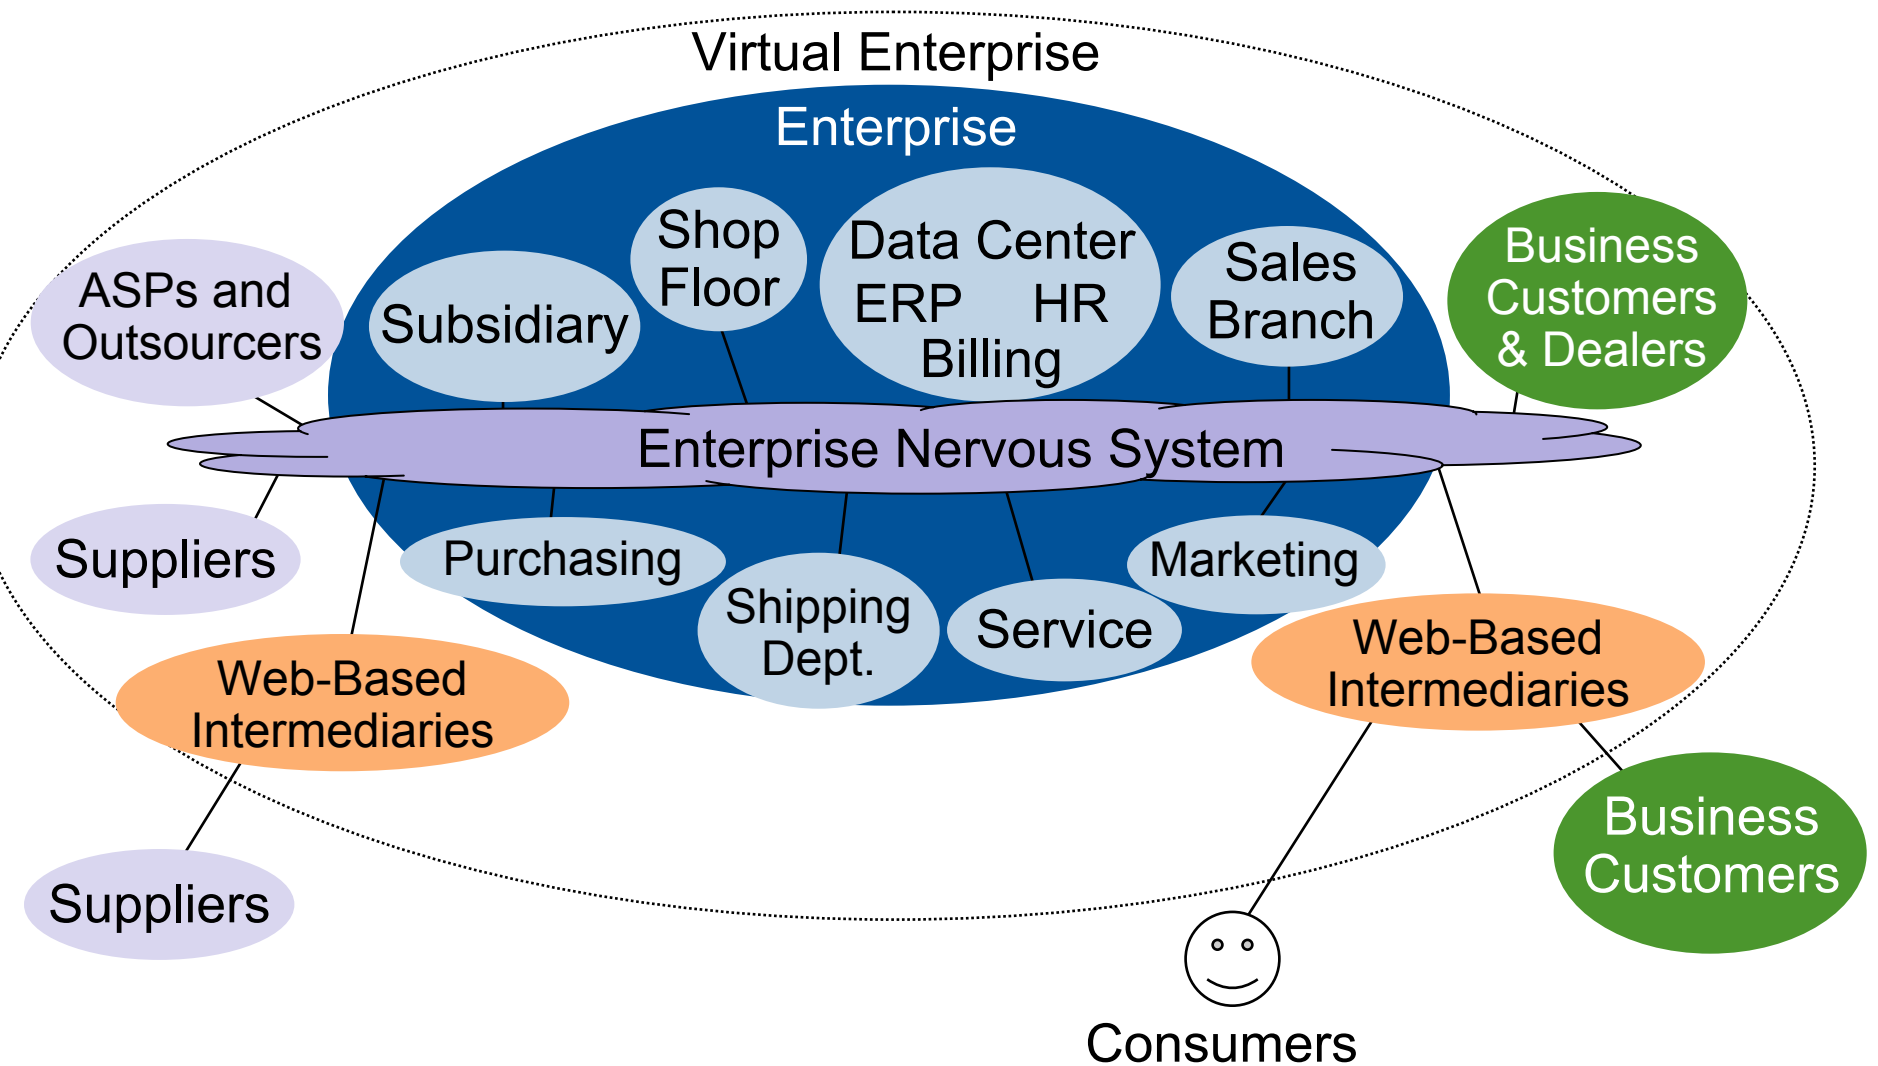 Virtual Enterprise
Enterprise
ASPs and
Outsourcers
Subsidiary
Shop
Floor
Data Center
ERP HR
Billing
Sales
Branch
Business
Customers
& Dealers
Enterprise Nervous System
Suppliers
Purchasing
Shipping
Dept.
Service
Marketing
Web-Based
Intermediaries
Web-Based
Intermediaries
Suppliers
Business
Customers
Consumers